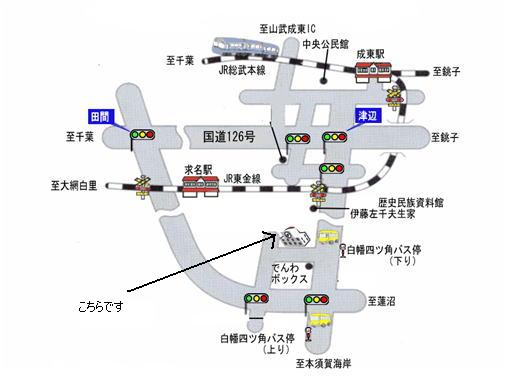 至山武成東IC
中央公民館
成東駅
至千葉
JR総武本線
至銚子
田間
津辺
至千葉
国道126号
至銚子
求名駅
JR東金線
至大網白里
歴史民族資料館
伊藤左千夫生家
白幡四ツ角バス停
(下り)
でんわ
ボックス
こちらです
至蓮沼
白幡四ツ角バス停
(上り)
至本須賀海岸